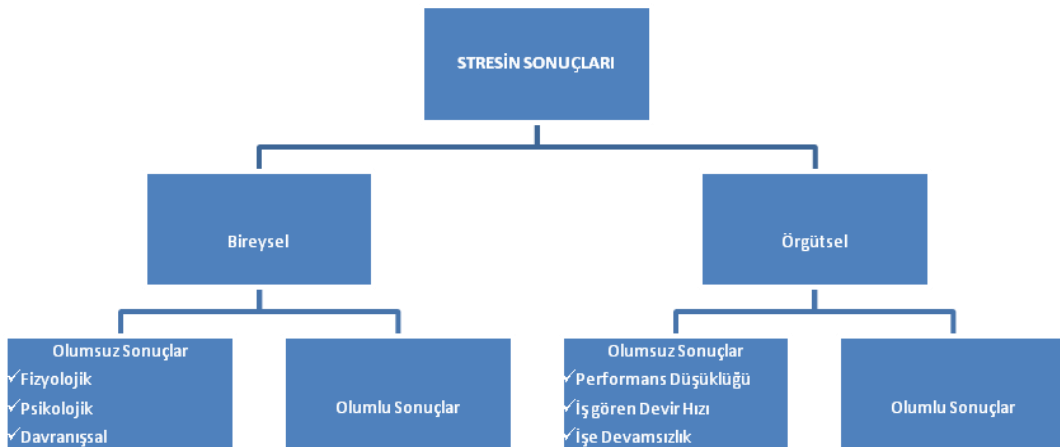 STRESİN SONUÇLARI
Bireysel
Örgütsel
Olumsuz Sonuçlar
✓Fizyolojik
✓Psikolojik
✓Davranışsal
Olumlu Sonuçlar
Olumsuz Sonuçlar
✓Performans Düşüklüğü
✓İş gören Devir Hızı
✓İşe Devamsızlık
Olumlu Sonuçlar